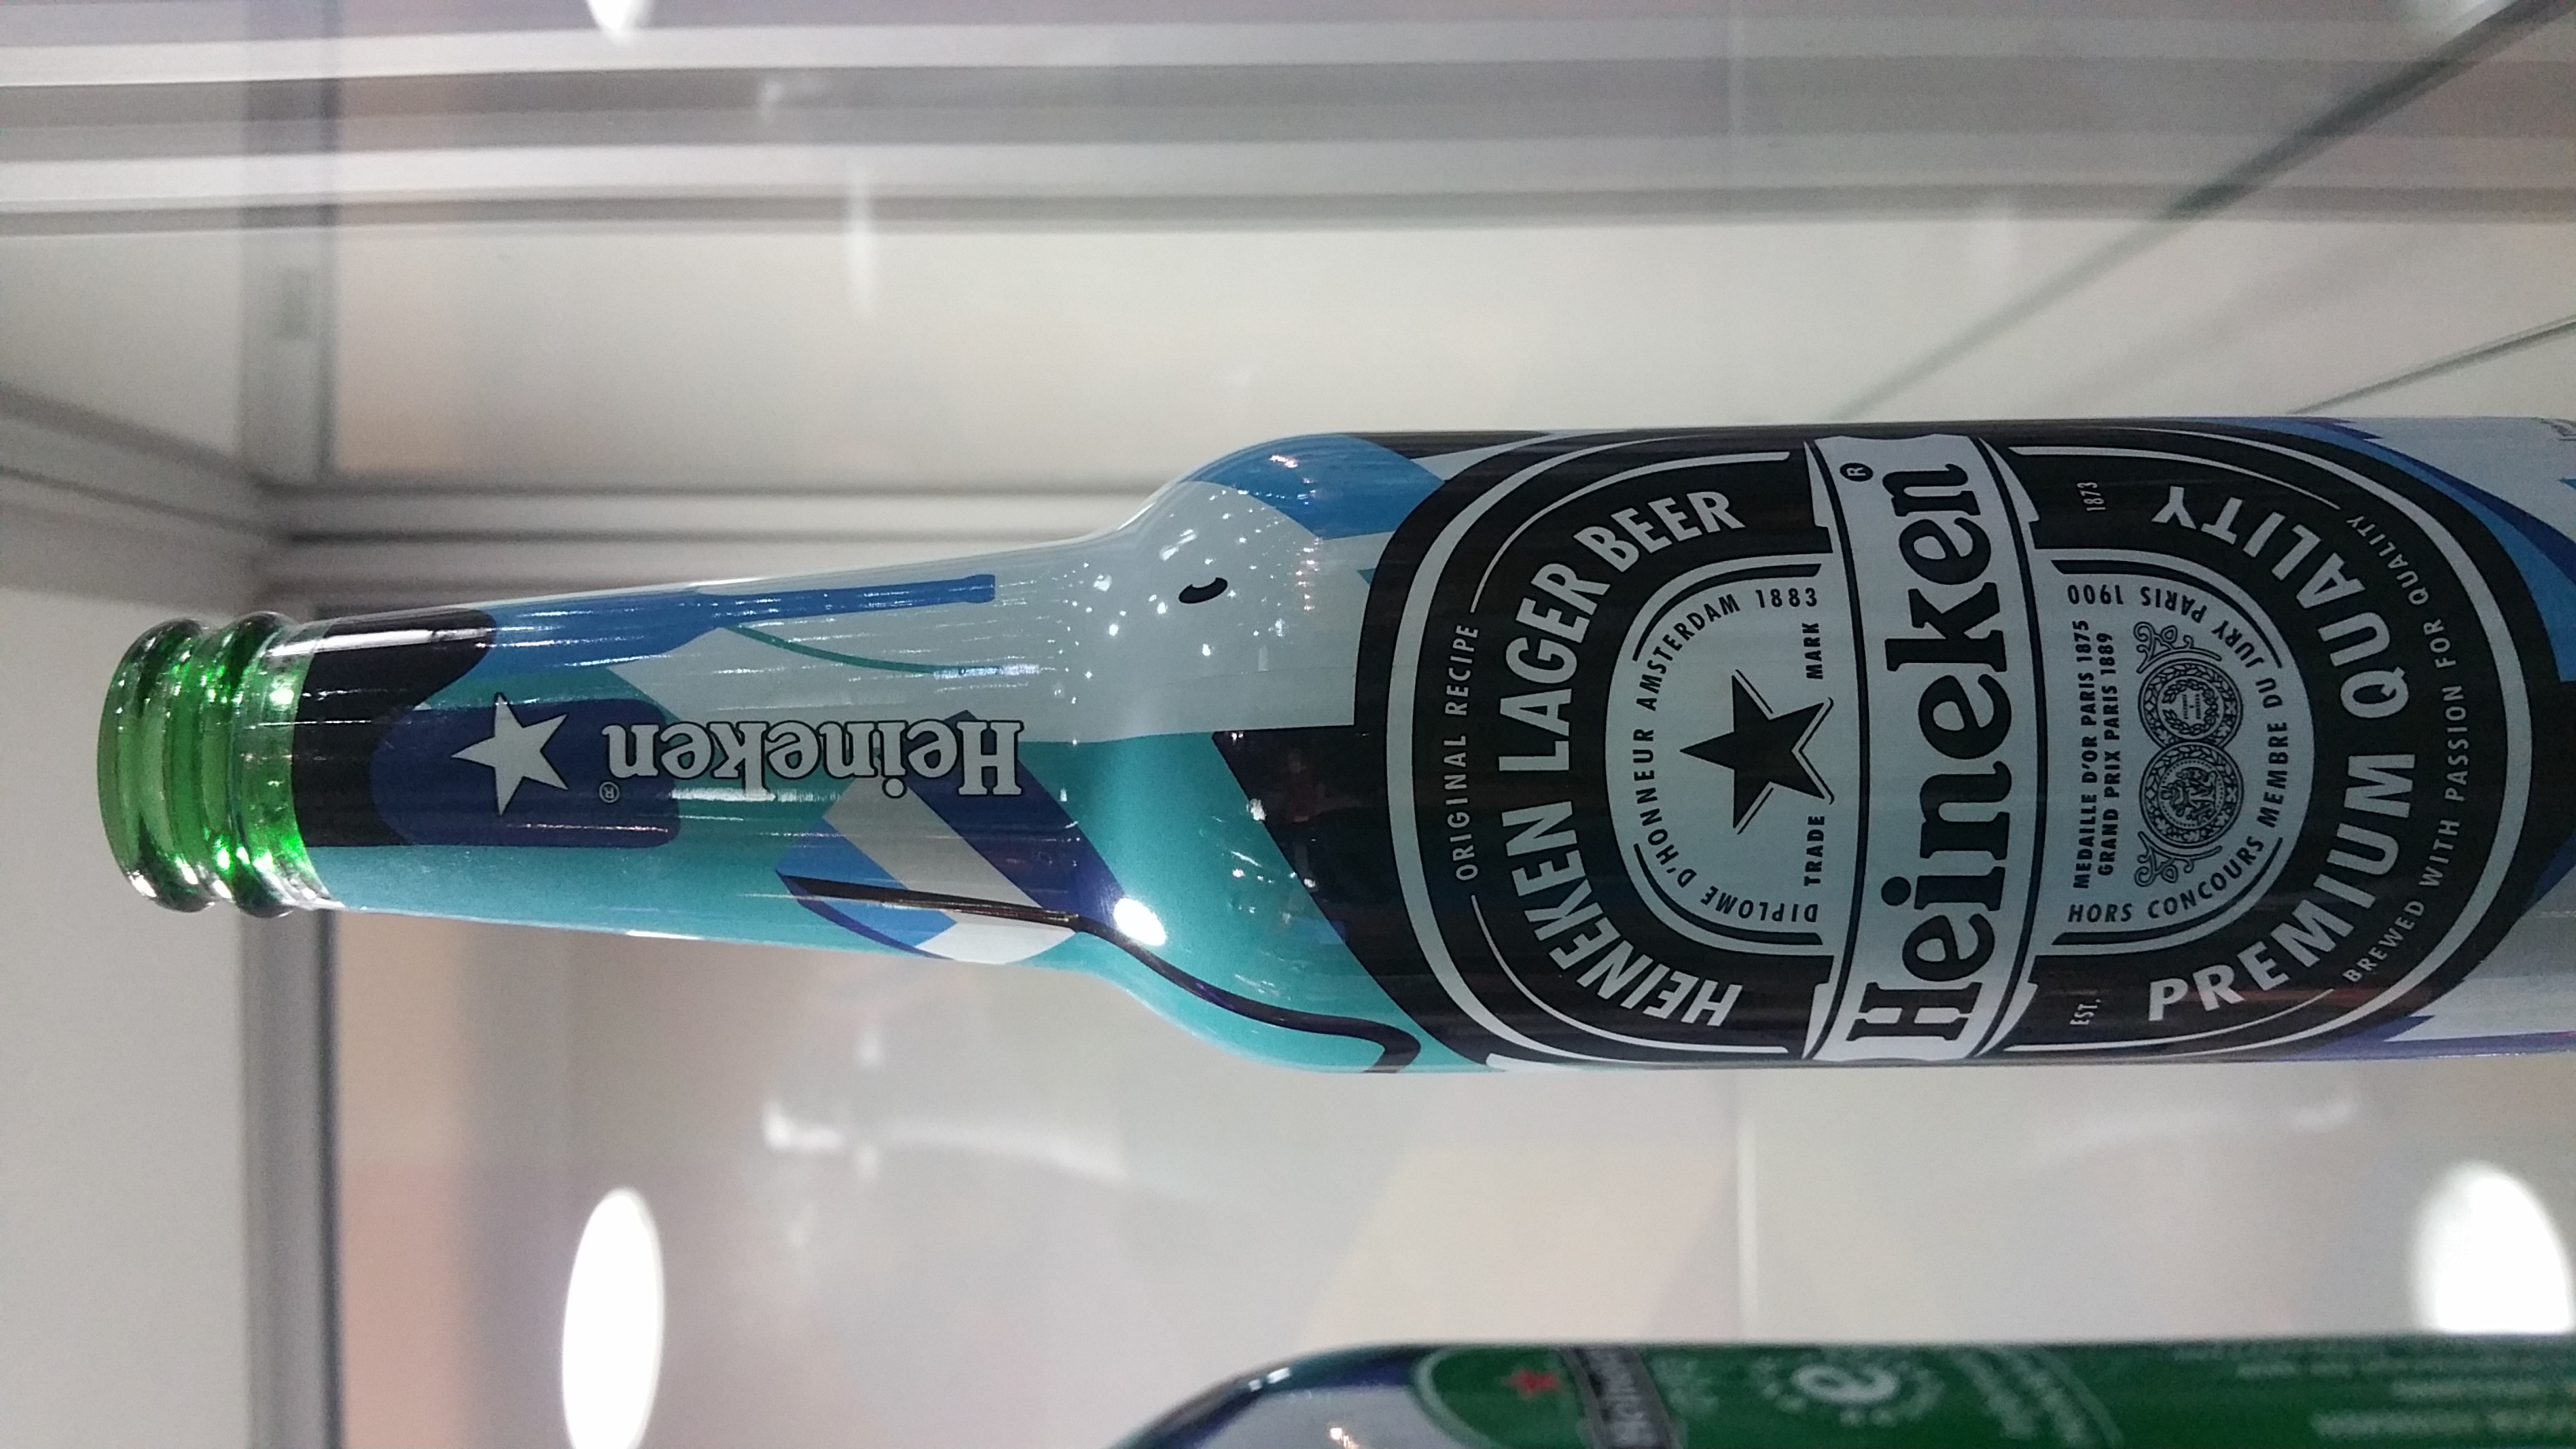 Heineken®
ORIGINAL RECIPE
HEINEKEN LAGER BEER
DIPLOME D'HONNEUR AMSTERDAM 1883
TRADE MARK
Heineken®
EST. 1873
MEDAILLE D'OR PARIS 1875
GRAND PRIX PARIS 1889
HORS CONCOURS MEMBRE DU JURY PARIS 1900
PREMIUM QUALITY
BREWED WITH PASSION FOR QUALITY